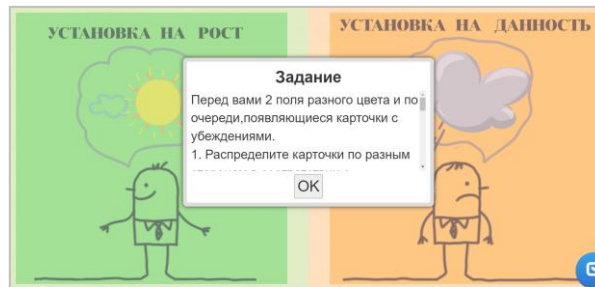 УСТАНОВКА НА РОСТ
УСТАНОВКА НА ДАННОСТЬ
Задание
Перед вами 2 поля разного цвета и по
очереди,появляющиеся карточки с
убеждениями.
1. Распределите карточки по разным
OK